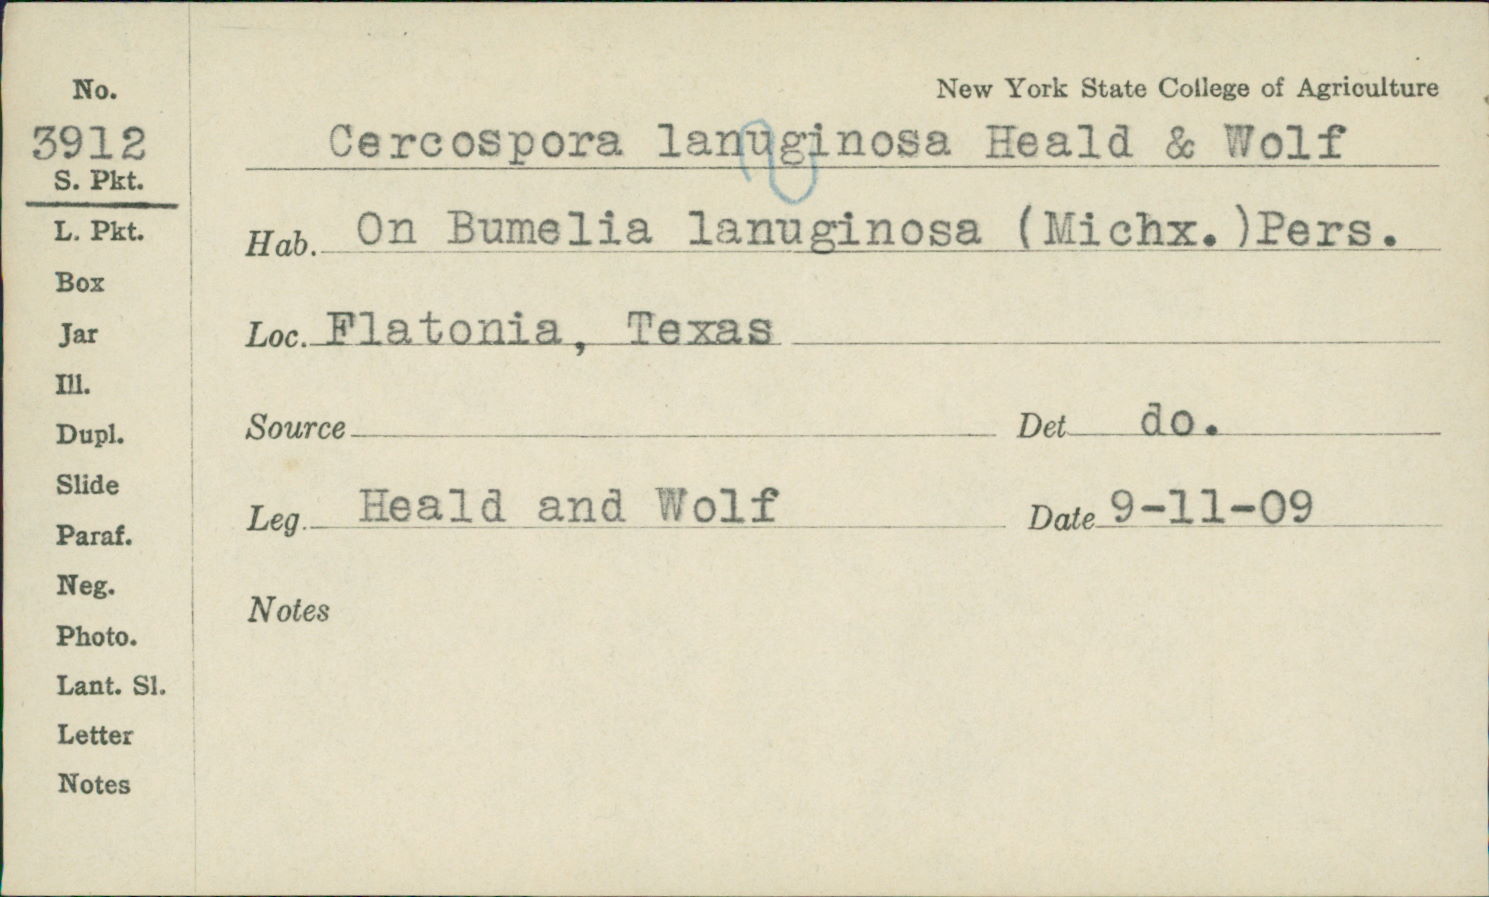 New York State College of Agriculture
No.
3912
S. Pkt.
L. Pkt.
Box
Jar
Ill.
Dupl.
Slide
Paraf.
Neg.
Photo.
Lant. Sl.
Letter
Notes
Cercospora lanuginosa Heald & Wolf
Hab. On Bumelia lanuginosa (Michx.)Pers.
Loc. Flatonia, Texas
Source Det do.
Leg. Heald and Wolf Date 9-11-09
Notes